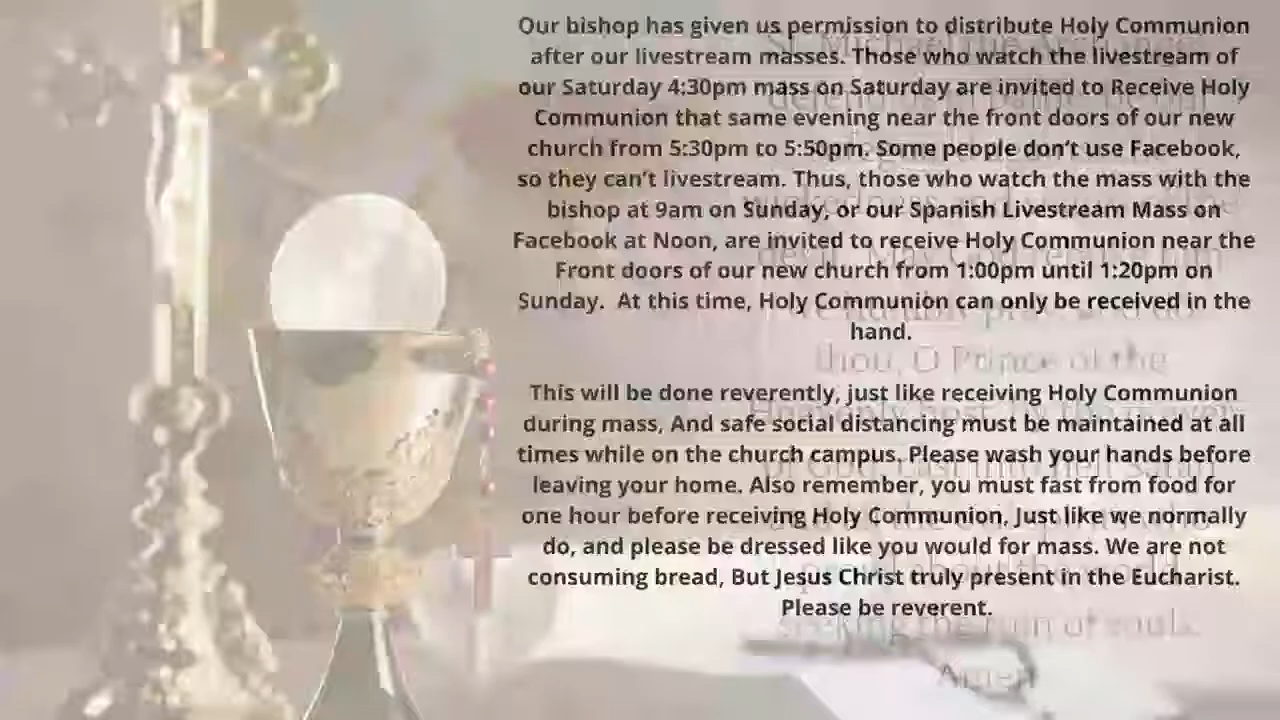 Our bishop has given us permission to distribute Holy Communion
after our livestream masses. Those who watch the livestream of
our Saturday 4:30pm mass on Saturday are invited to Receive Holy
Communion that same evening near the front doors of our new
church from 5:30pm to 5:50pm. Some people don't use Facebook,
so they can't livestream. Thus, those who watch the mass with the
bishop at 9am on Sunday, or our Spanish Livestream Mass on
Facebook at Noon, are invited to receive Holy Communion near the
Front doors of our new church from 1:00pm until 1:20pm on
Sunday.  At this time, Holy Communion can only be received in the
hand.
thou, O Prince of the
This will be done reverently, just like receiving Holy Communion
during mass, And safe social distancing must be maintained at all
times while on the church campus. Please wash your hands before
leaving your home. Also remember, you must fast from food for
one hour before receiving Holy Communion, Just like we normally
do, and please be dressed like you would for mass. We are not
consuming bread, But Jesus Christ truly present in the Eucharist.
Please be reverent.
seeking the ruin of souls.
Amen